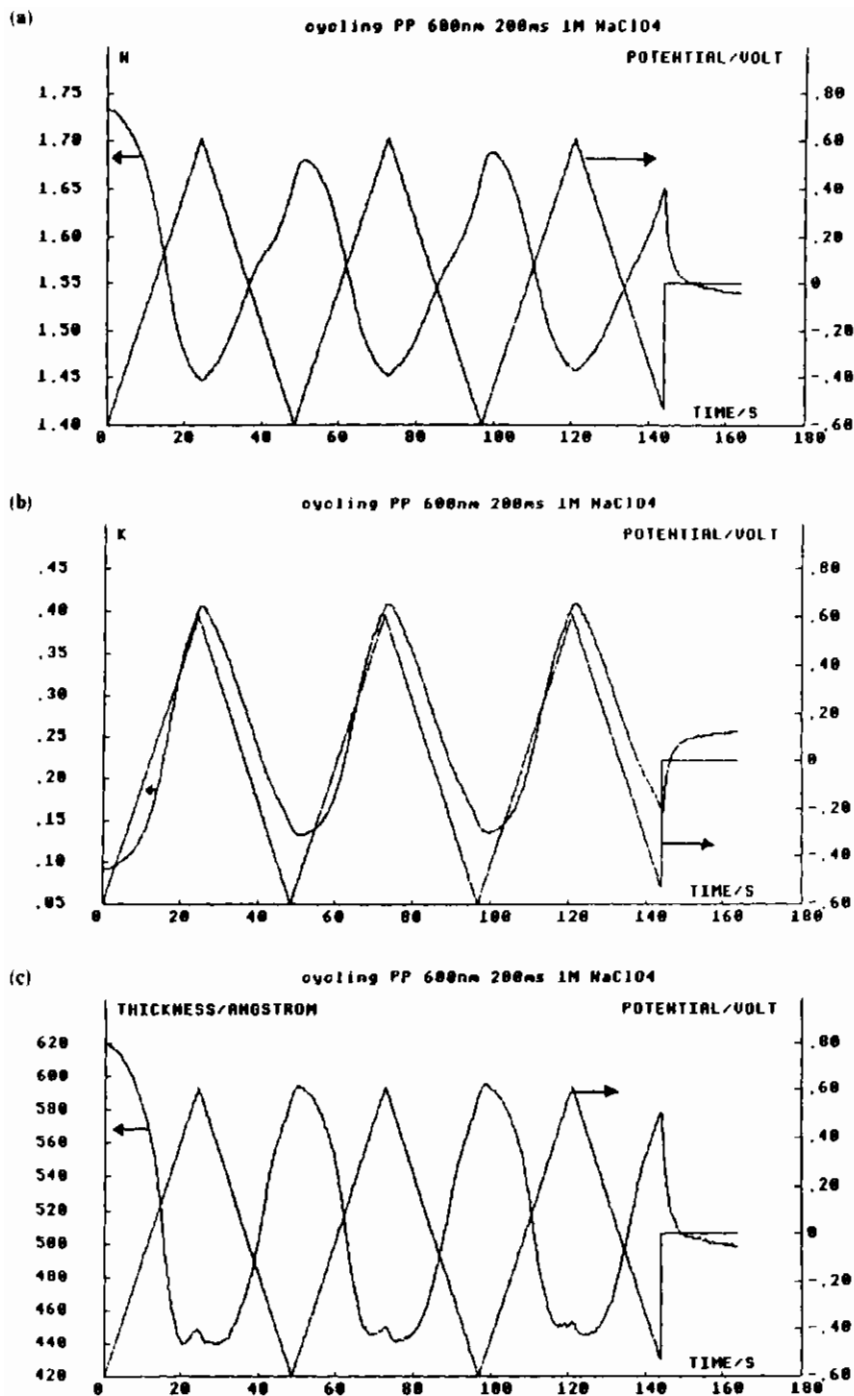 (a)
cycling PP 600nm 200ms 1M NaClO4
N
POTENTIAL/VOLT
1.75
1.70
1.65
1.60
1.55
1.50
1.45
1.40
.80
.60
.40
.20
0
-.20
-.40
-.60
TIME/S
0 20 40 60 80 100 120 140 160 180
(b)
cycling PP 600nm 200ms 1M NaClO4
K
POTENTIAL/VOLT
.45
.40
.35
.30
.25
.20
.15
.10
.05
.80
.60
.40
.20
0
-.20
-.40
-.60
TIME/S
0 20 40 60 80 100 120 140 160 180
(c)
cycling PP 600nm 200ms 1M NaClO4
THICKNESS/ANGSTROM
POTENTIAL/VOLT
620
600
580
560
540
520
500
480
460
440
420
.80
.60
.40
.20
0
-.20
-.40
-.60
TIME/S
0 20 40 60 80 100 120 140 160 180